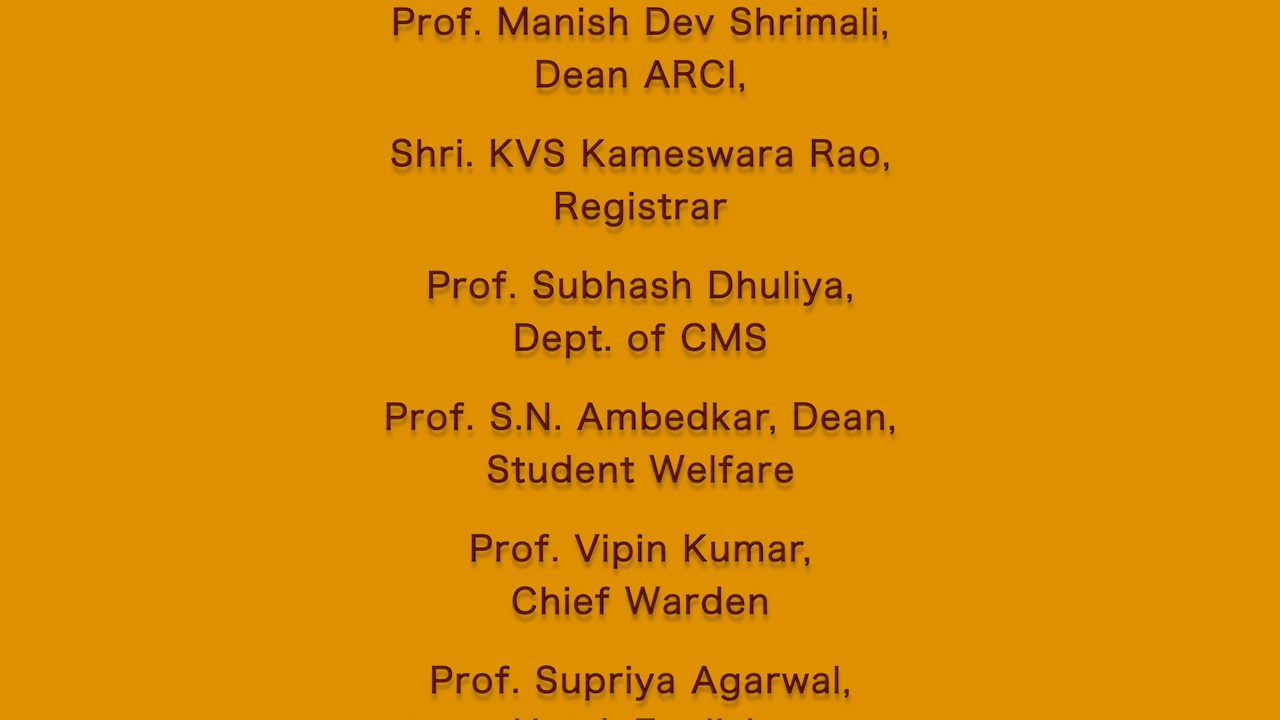 Prof. Manish Dev Shrimali,
Dean ARCI,
Shri. KVS Kameswara Rao,
Registrar
Prof. Subhash Dhuliya,
Dept. of CMS
Prof. S.N. Ambedkar, Dean,
Student Welfare
Prof. Vipin Kumar,
Chief Warden
Prof. Supriya Agarwal,